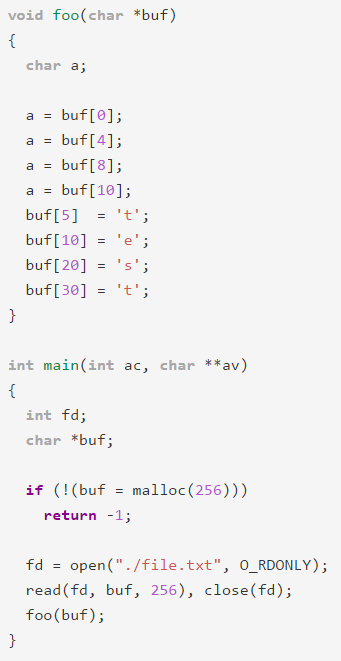 void foo(char *buf)
{
  char a;

  a = buf[0];
  a = buf[4];
  a = buf[8];
  a = buf[10];
  buf[5]  = 't';
  buf[10] = 'e';
  buf[20] = 's';
  buf[30] = 't';
}

int main(int ac, char **av)
{
  int fd;
  char *buf;

  if (!(buf = malloc(256)))
    return -1;

  fd = open("./file.txt", O_RDONLY);
  read(fd, buf, 256), close(fd);
  foo(buf);
}